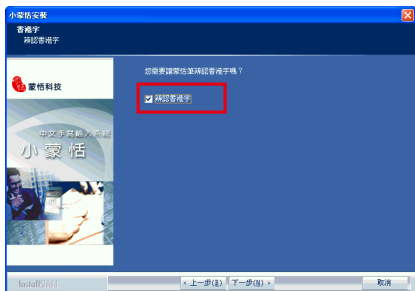 小蒙恬安裝
香港字
辨認香港字
您需要讓蒙恬筆辨認香港字嗎？
辨認香港字
蒙恬科技
中文手寫輸入系統
小蒙恬
InstallShield
< 上一步(B)
下一步(N) >
取消